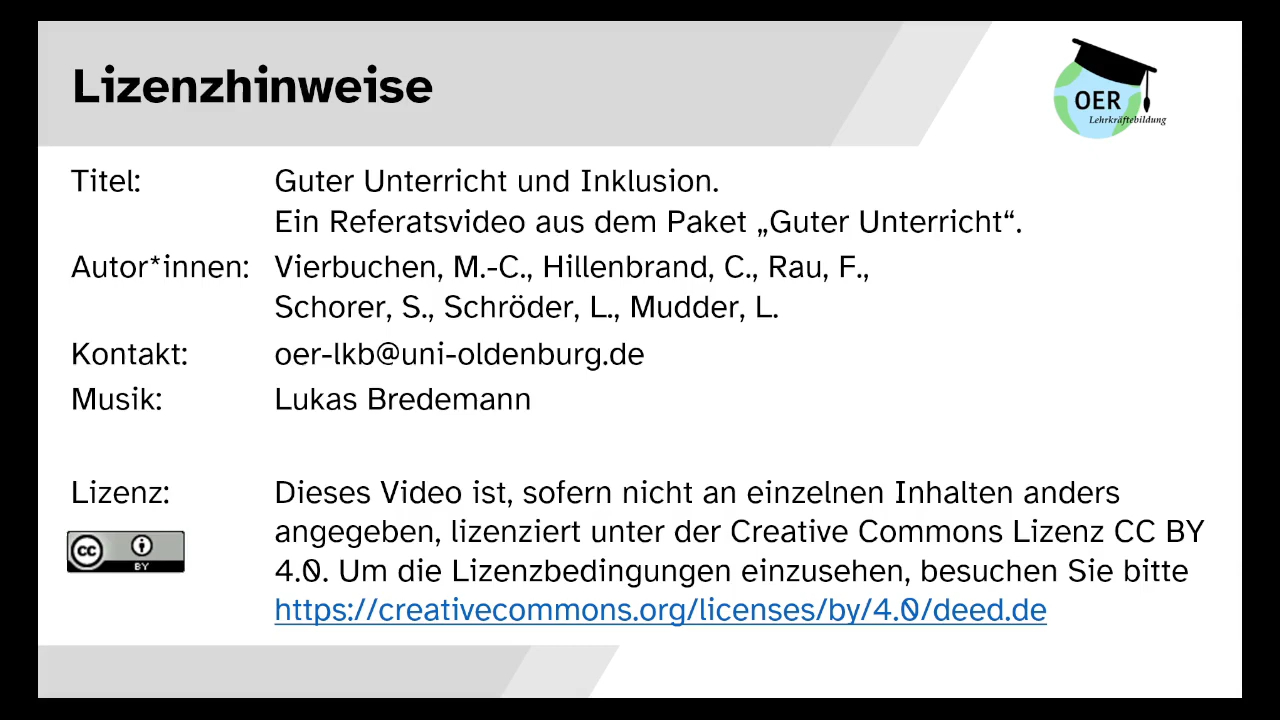 Lizenzhinweise
OER
Lehrkräftebildung
Titel: Guter Unterricht und Inklusion.
Ein Referatsvideo aus dem Paket „Guter Unterricht“.
Autor*innen: Vierbuchen, M.-C., Hillenbrand, C., Rau, F.,
Schorer, S., Schröder, L., Mudder, L.
Kontakt: oer-lkb@uni-oldenburg.de
Musik: Lukas Bredemann
Lizenz: Dieses Video ist, sofern nicht an einzelnen Inhalten anders
angegeben, lizenziert unter der Creative Commons Lizenz CC BY
4.0. Um die Lizenzbedingungen einzusehen, besuchen Sie bitte
https://creativecommons.org/licenses/by/4.0/deed.de
cc
BY